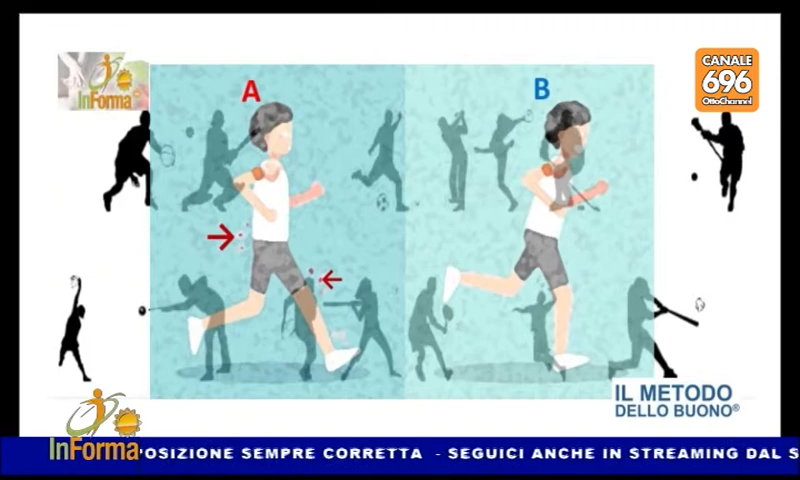 A
B
InForma
CANALE
696
OttoChannel
IL METODO
DELLO BUONO®
InForma
POSIZIONE SEMPRE CORRETTA - SEGUICI ANCHE IN STREAMING DAL S